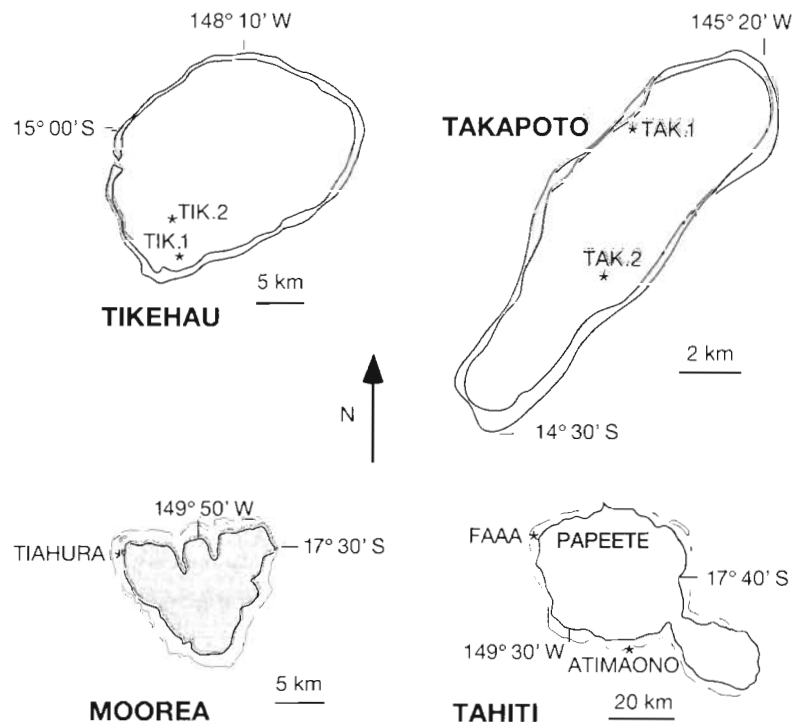 148° 10' W
15° 00' S
TIK.2
TIK.1
5 km
TIKEHAU
145° 20' W
TAKAPOTO
TAK.1
TAK.2
2 km
14° 30' S
N
149° 50' W
TIAHURA
17° 30' S
5 km
MOOREA
FAAA
PAPEETE
17° 40' S
149° 30' W
ATIMAONO
20 km
TAHITI